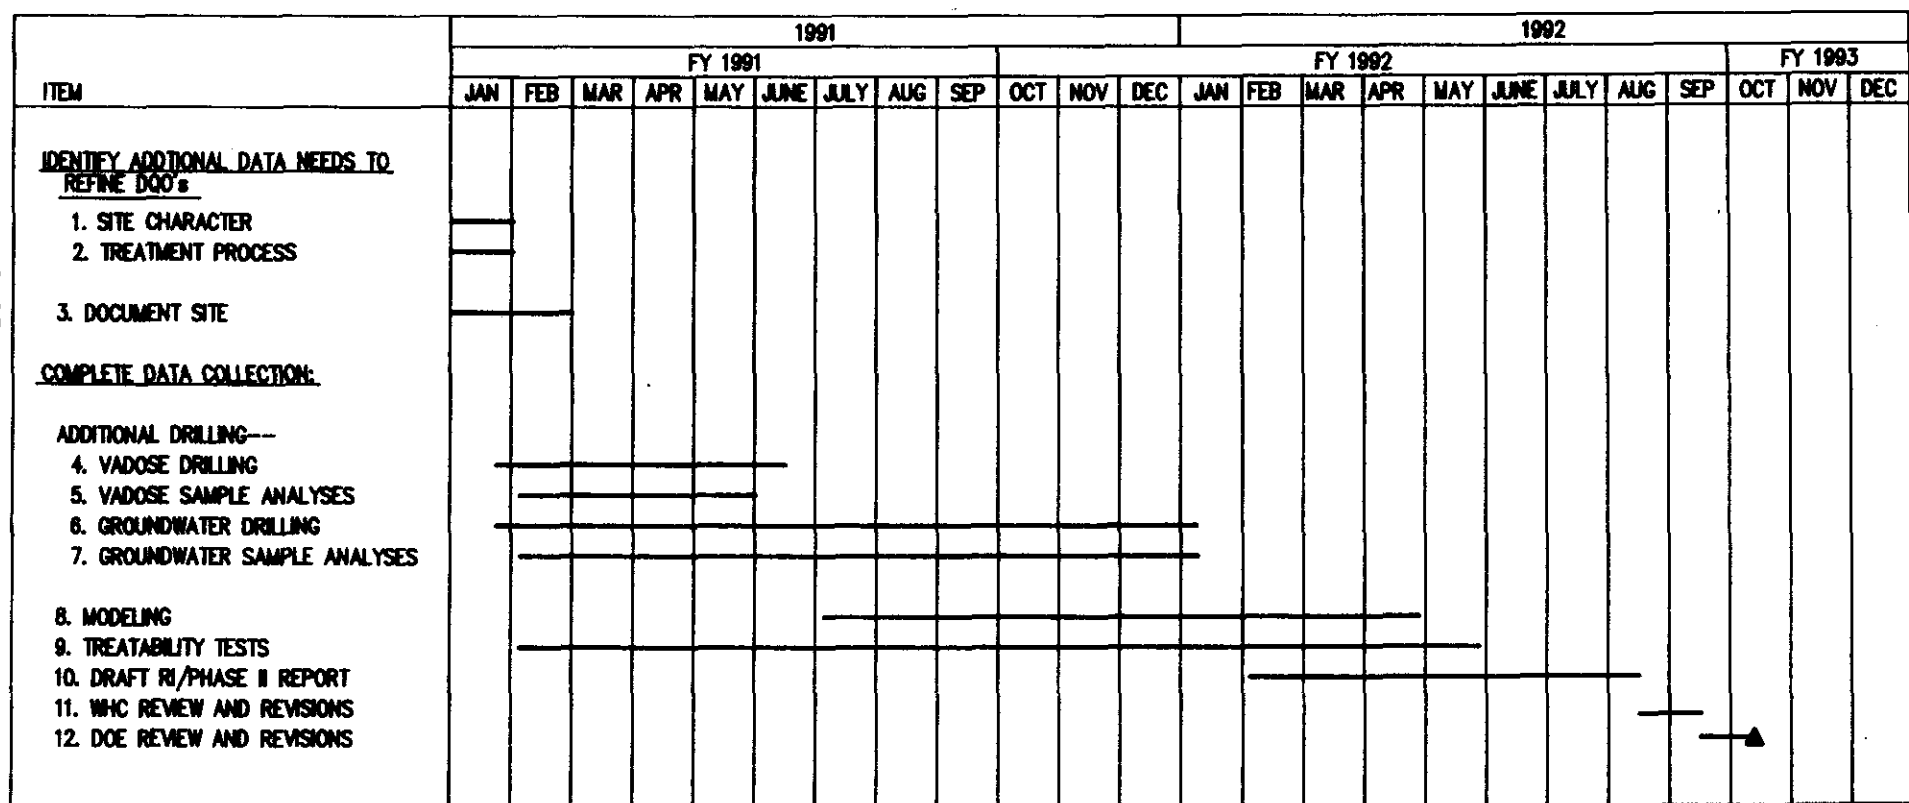 1991 1992
FY 1991 FY 1992 FY 1993
ITEM JAN FEB MAR APR MAY JUNE JULY AUG SEP OCT NOV DEC JAN FEB MAR APR MAY JUNE JULY AUG SEP OCT NOV DEC
IDENTIFY ADDTIONAL DATA NEEDS TO
REFINE DQO's
1. SITE CHARACTER
2. TREATMENT PROCESS
3. DOCUMENT SITE
COMPLETE DATA COLLECTION:
ADDITIONAL DRILLING--
4. VADOSE DRILLING
5. VADOSE SAMPLE ANALYSES
6. GROUNDWATER DRILLING
7. GROUNDWATER SAMPLE ANALYSES
8. MODELING
9. TREATABILITY TESTS
10. DRAFT RI/PHASE II REPORT
11. WHC REVIEW AND REVISIONS
12. DOE REVIEW AND REVISIONS